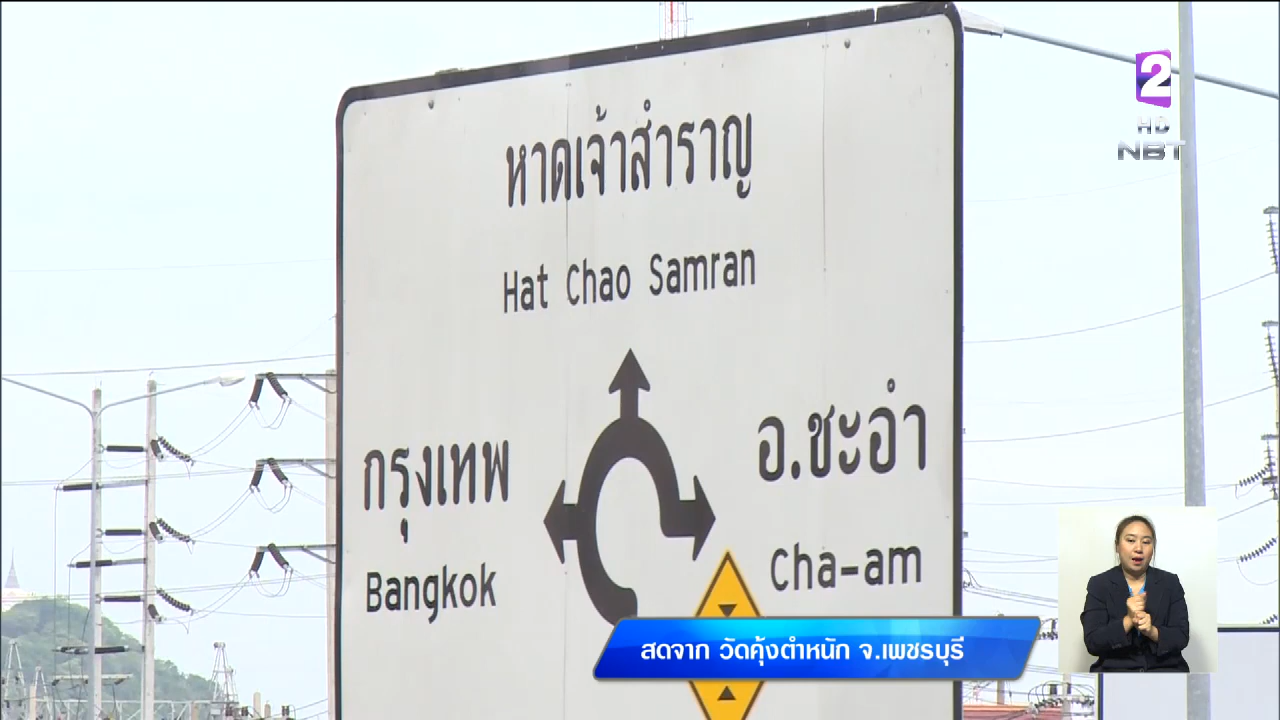 2
HD
NBT
หาดเจ้าสำราญ
Hat Chao Samran
กรุงเทพ
Bangkok
อ.ชะอำ
Cha-am
สดจาก วัดคุ้งตำหนัก จ.เพชรบุรี